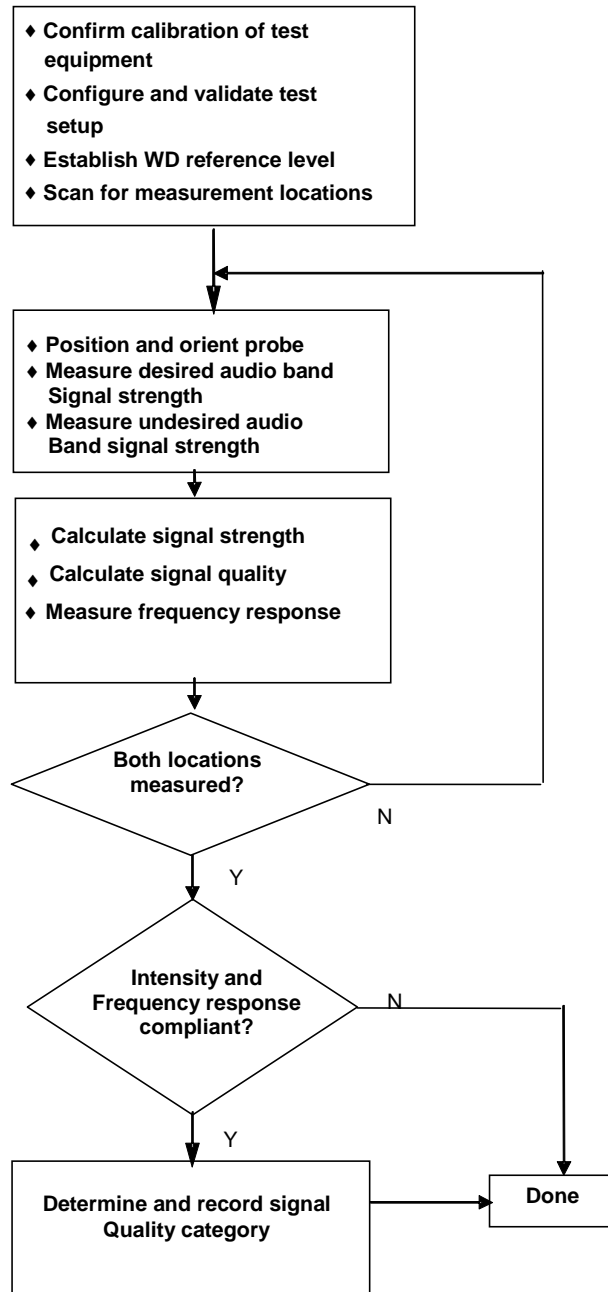 ♦ Confirm calibration of test
equipment
♦ Configure and validate test
setup
♦ Establish WD reference level
♦ Scan for measurement locations
♦ Position and orient probe
♦ Measure desired audio band
Signal strength
♦ Measure undesired audio
Band signal strength
♦ Calculate signal strength
♦ Calculate signal quality
♦ Measure frequency response
Both locations
measured?
N
Y
Intensity and
Frequency response
compliant?
N
Y
Determine and record signal
Quality category
Done